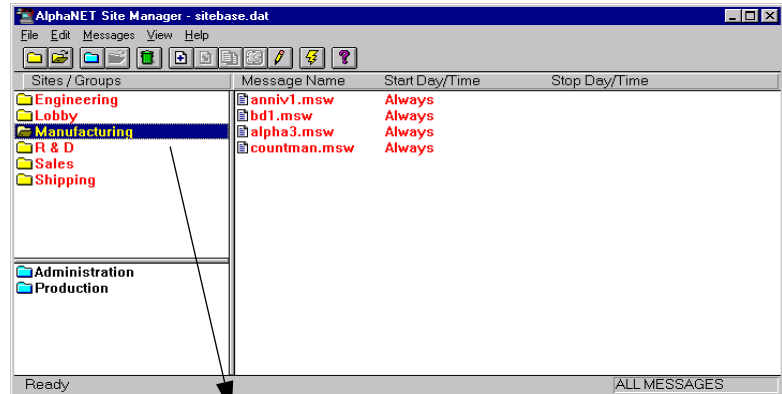 AlphaNET Site Manager - sitebase.dat
File Edit Messages View Help
Sites / Groups Message Name Start Day/Time Stop Day/Time
Engineering anniv1.msw Always
Lobby bd1.msw Always
Manufacturing alpha3.msw Always
R & D countman.msw Always
Sales
Shipping
Administration
Production
Ready ALL MESSAGES